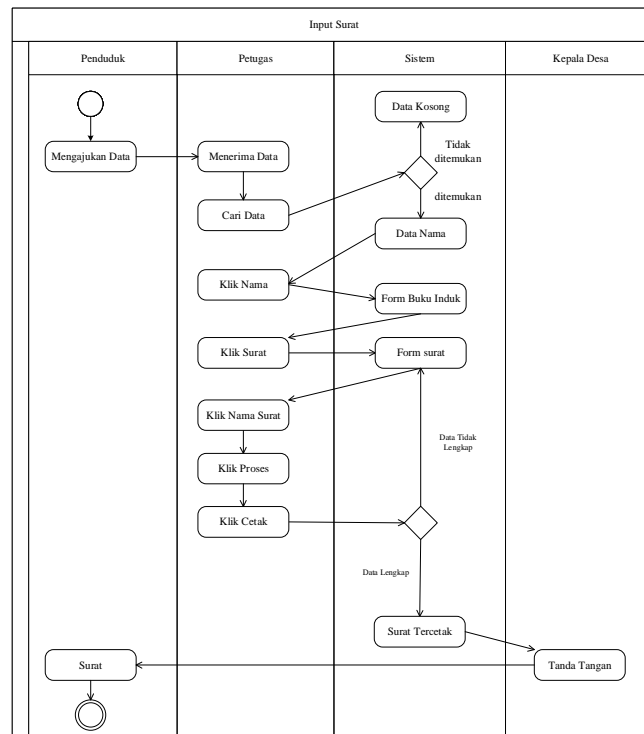 Input Surat
Penduduk
Petugas
Sistem
Kepala Desa
Data Kosong
Mengajukan Data
Menerima Data
Tidak
ditemukan
ditemukan
Cari Data
Data Nama
Klik Nama
Form Buku Induk
Klik Surat
Form surat
Klik Nama Surat
Data Tidak
Lengkap
Klik Proses
Klik Cetak
Data Lengkap
Surat Tercetak
Surat
Tanda Tangan